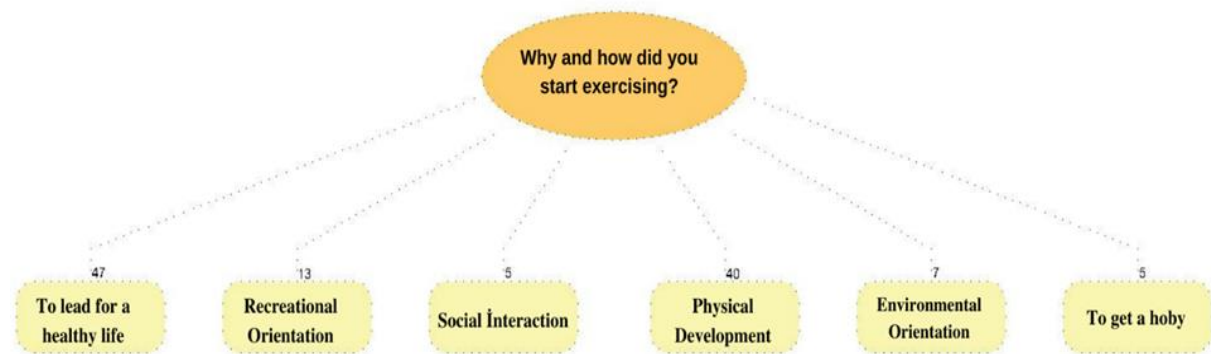 Why and how did you
start exercising?
47
13
5
40
7
5
To lead for a
healthy life
Recreational
Orientation
Social İnteraction
Physical
Development
Environmental
Orientation
To get a hoby